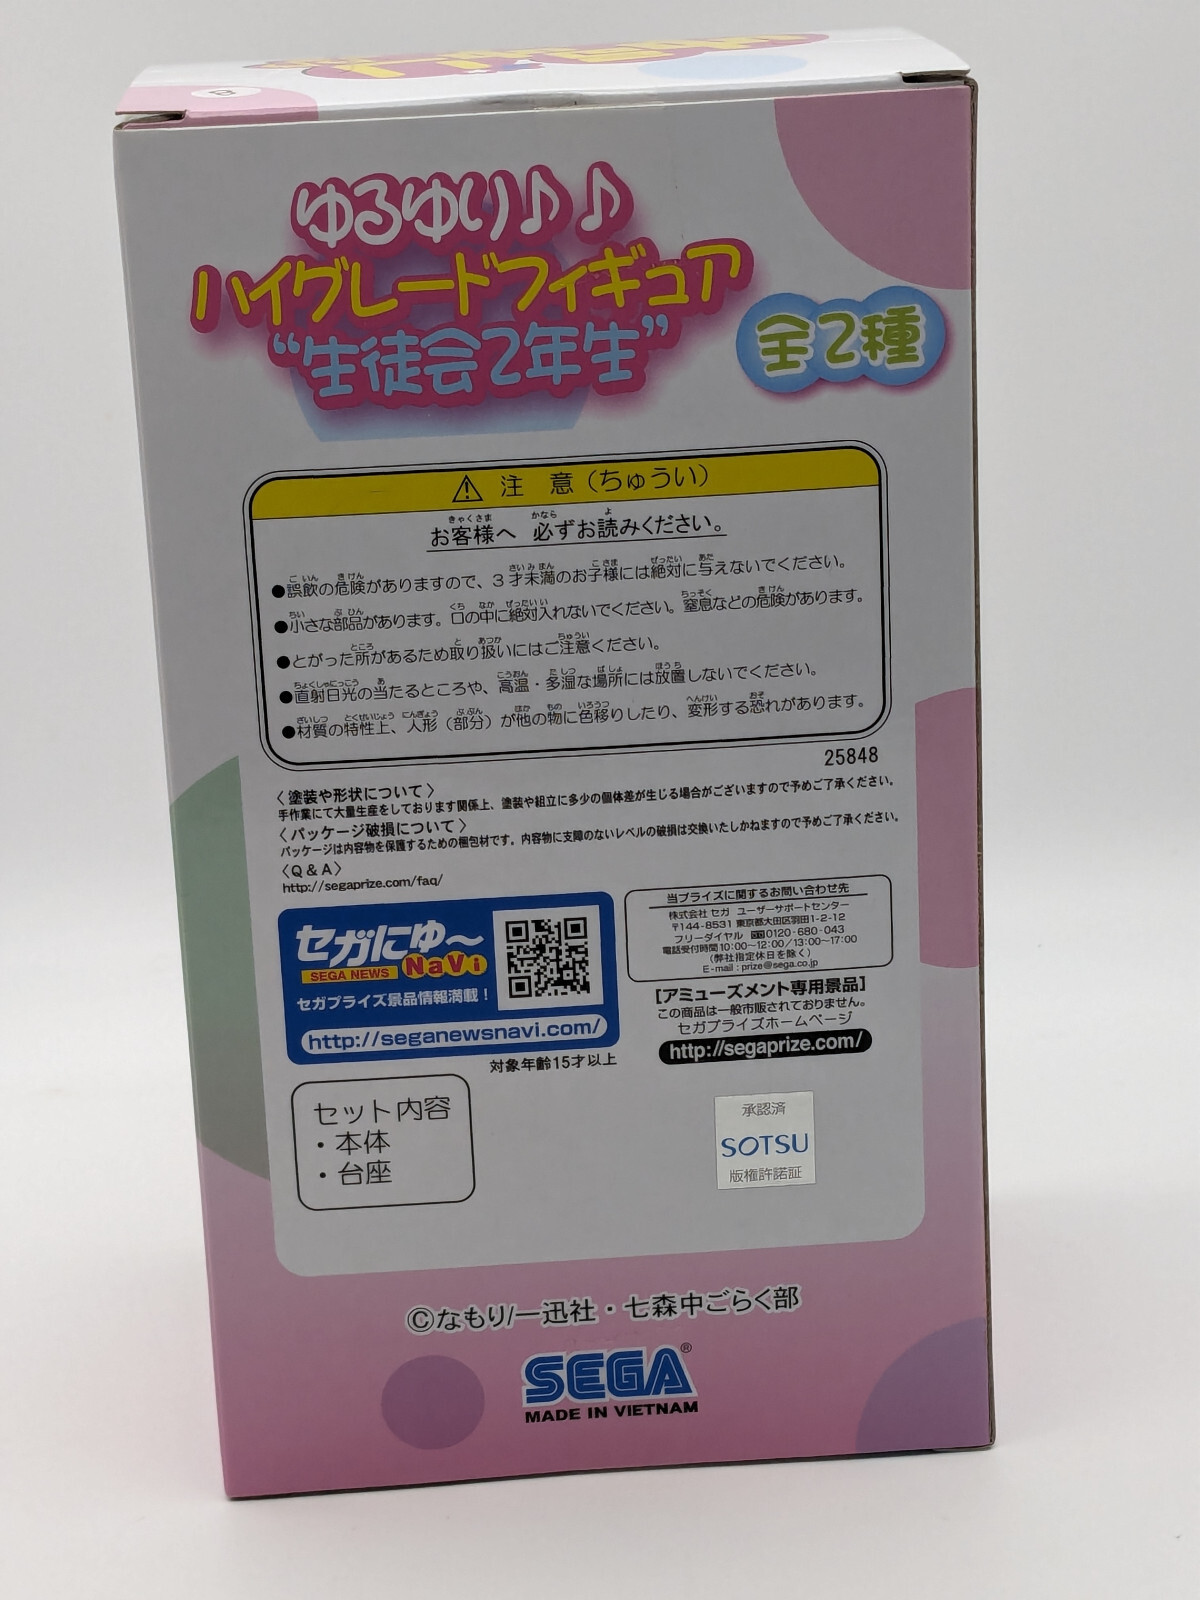 ゆるゆり♪♪
ハイグレードフィギュア
“生徒会2年生”
全2種
⚠ 注 意(ちゅうい)
お客様へ 必ずお読みください。
●誤飲の危険がありますので、3才未満のお子様には絶対に与えないでください。
●小さな部品があります。口の中に絶対入れないでください。窒息などの危険があります。
●とがった所があるため取り扱いにはご注意ください。
●直射日光の当たるところや、高温・多湿な場所には放置しないでください。
●材質の特性上、人形(部分)が他の物に色移りしたり、変形する恐れがあります。
25848
〈塗装や形状について〉
手作業にて大量生産をしております関係上、塗装や組立に多少の個体差が生じる場合がございますので予めご了承ください。
〈パッケージ破損について〉
パッケージは内容物を保護するための梱包材です。内容物に支障のないレベルの破損は交換いたしかねますので予めご了承ください。
〈Q&A〉
http://segaprize.com/faq/
セガにゅ〜
SEGA NEWS NaVi
セガプライズ景品情報満載!
http://seganewsnavi.com/
対象年齢15才以上
当プライズに関するお問い合わせ先
株式会社セガ ユーザーサポートセンター
〒144-8531 東京都大田区羽田1-2-12
フリーダイヤル 0120-680-043
電話受付時間10:00〜12:00/13:00〜17:00
(弊社指定休日を除く)
E-mail:prize@sega.co.jp
[アミューズメント専用景品]
この商品は一般市販されておりません。
セガプライズホームページ
http://segaprize.com/
セット内容
・本体
・台座
承認済
SOTSU
版権許諾証
©なもり/一迅社・七森中ごらく部
SEGA®
MADE IN VIETNAM